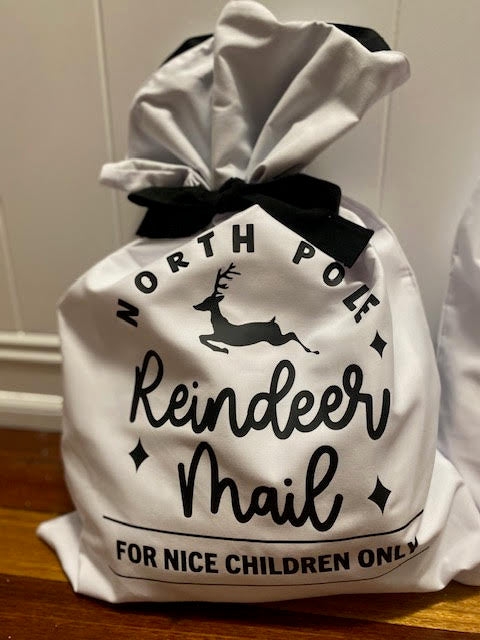 NORTH POLE
Reindeer
Mail
FOR NICE CHILDREN ONLY